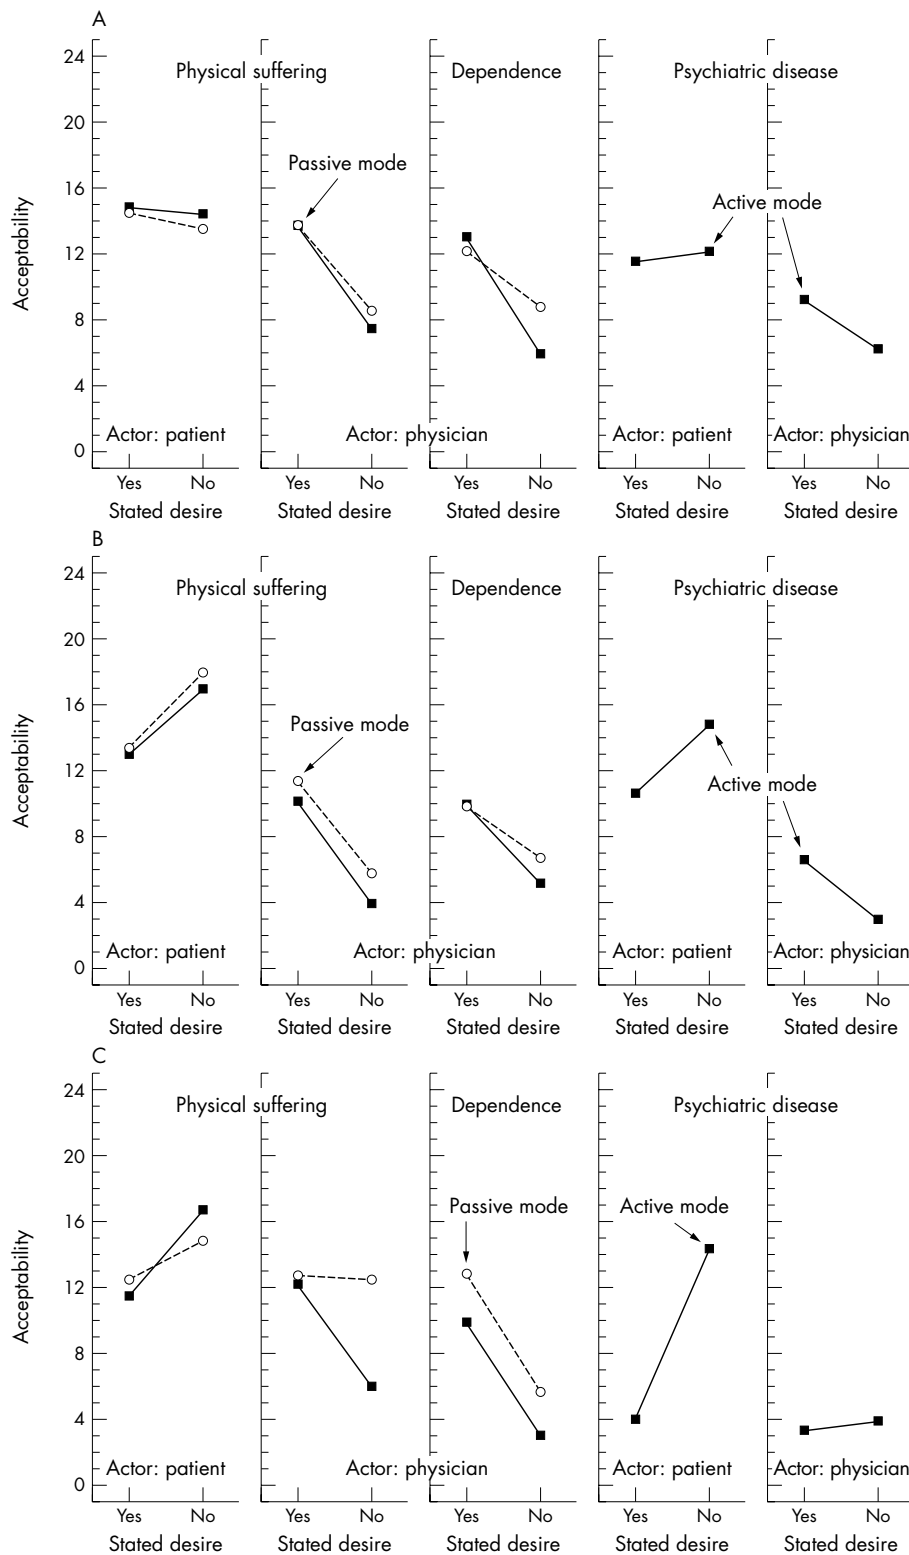 A
Physical suffering Dependence Psychiatric disease
24
20
16
12
8
4
0
Acceptability
Passive mode
Active mode
Actor: patient Actor: physician Actor: patient Actor: physician
Yes No Yes No Yes No Yes No Yes No
Stated desire Stated desire Stated desire Stated desire Stated desire
B
Physical suffering Dependence Psychiatric disease
24
20
16
12
8
4
0
Acceptability
Passive mode
Active mode
Actor: patient Actor: physician Actor: patient Actor: physician
Yes No Yes No Yes No Yes No Yes No
Stated desire Stated desire Stated desire Stated desire Stated desire
C
Physical suffering Dependence Psychiatric disease
24
20
16
12
8
4
0
Acceptability
Passive mode Active mode
Actor: patient Actor: physician Actor: patient Actor: physician
Yes No Yes No Yes No Yes No Yes No
Stated desire Stated desire Stated desire Stated desire Stated desire